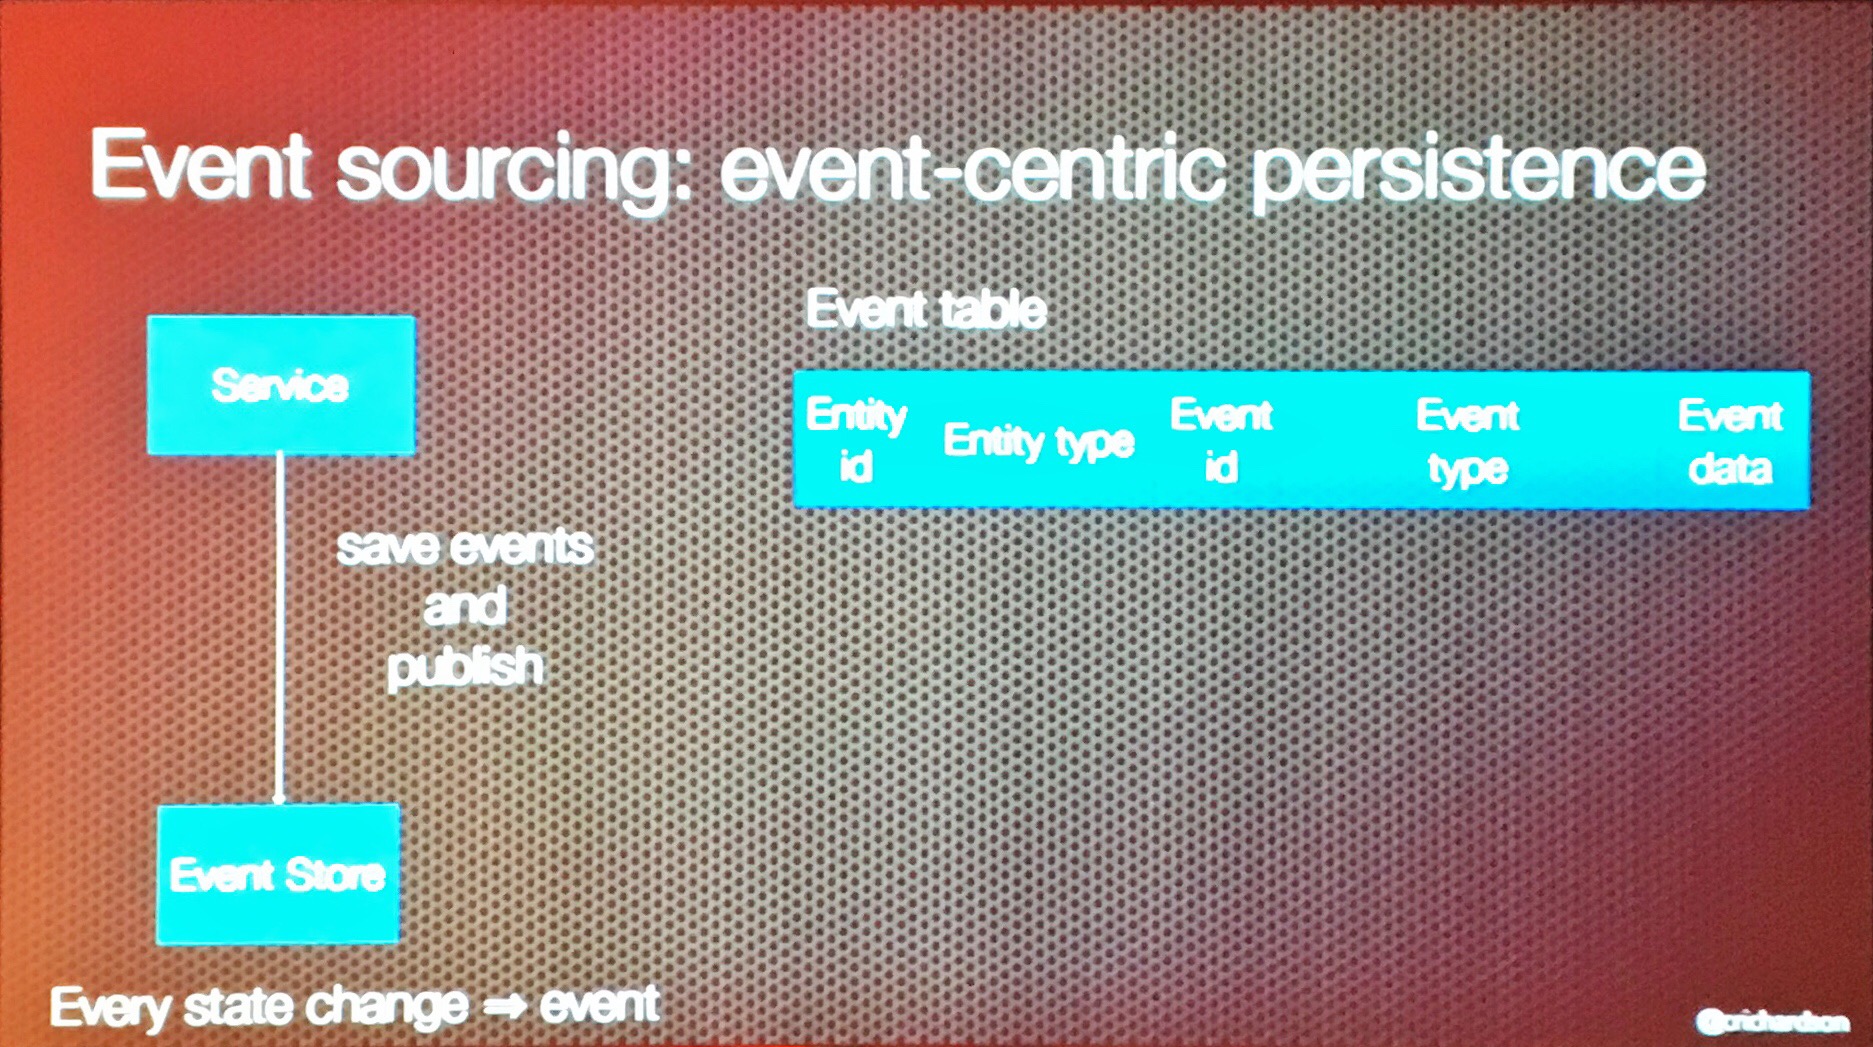 Event sourcing: event-centric persistence
Event table
Service
Entity
id
Entity type
Event
id
Event
type
Event
data
save events
and
publish
Event Store
Every state change ⇒ event
@crichardson